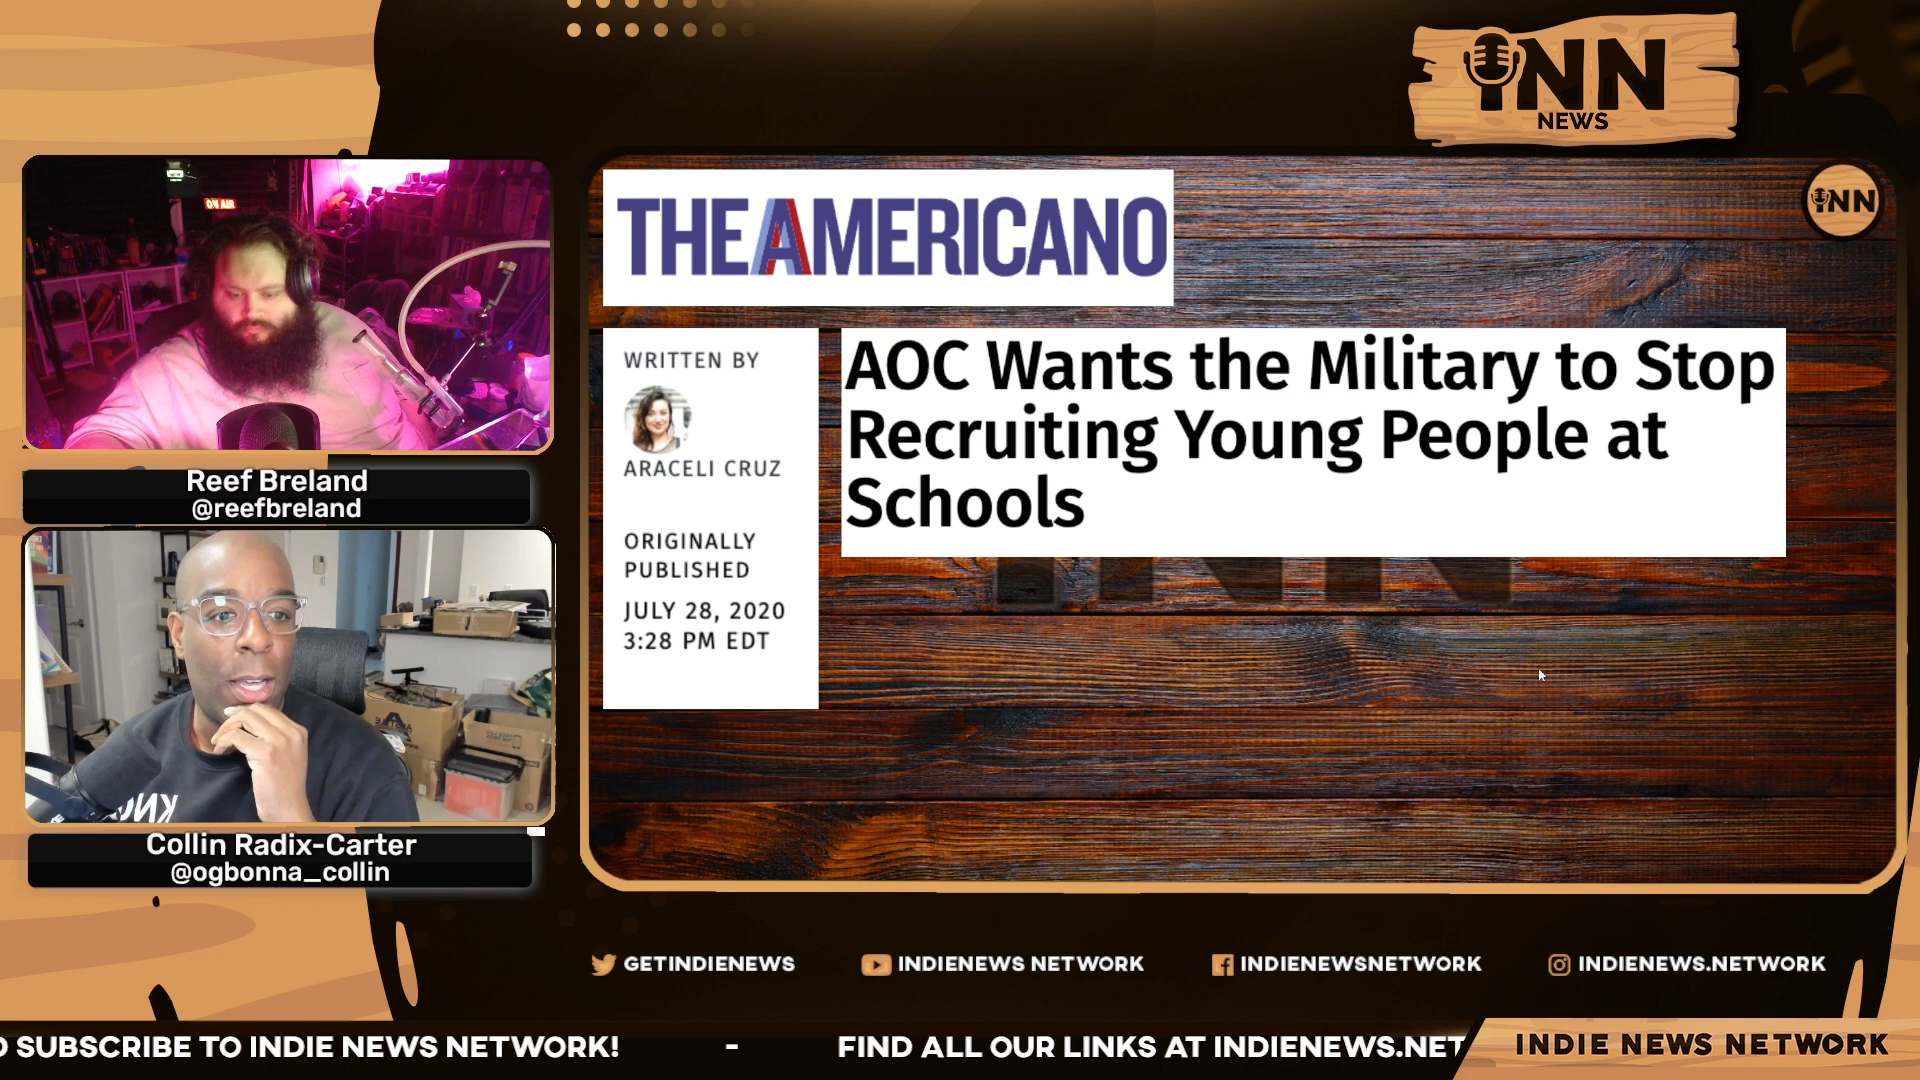 INN
NEWS
ON AIR
Reef Breland
@reefbreland
Collin Radix-Carter
@ogbonna_collin
THE AMERICANO
INN
WRITTEN BY
ARACELI CRUZ
ORIGINALLY
PUBLISHED
JULY 28, 2020
3:28 PM EDT
AOC Wants the Military to Stop
Recruiting Young People at
Schools
INN
GETINDIENEWS
INDIENEWS NETWORK
INDIENEWSNETWORK
INDIENEWS.NETWORK
SUBSCRIBE TO INDIE NEWS NETWORK! - FIND ALL OUR LINKS AT INDIENEWS.NET
INDIE NEWS NETWORK